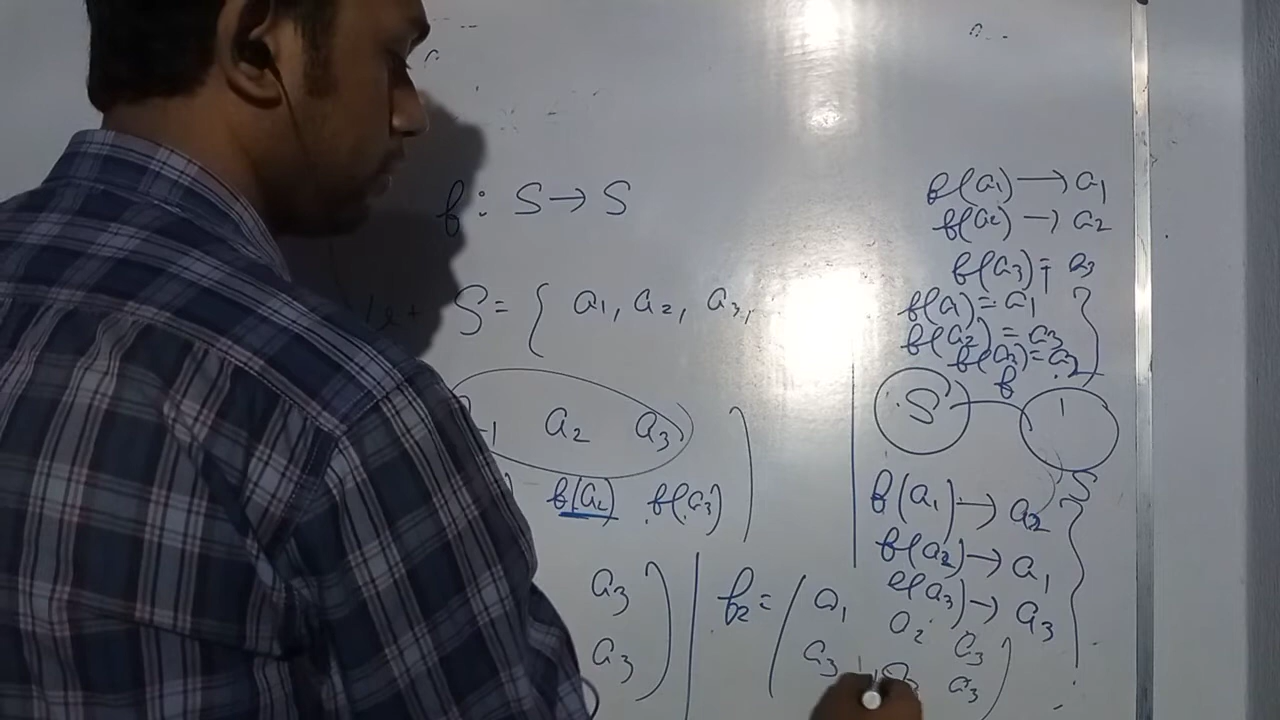 f: S → S
S = { a1, a2, a3,
a2 a3
f(a2) f(a3)
a3
a3
f2 = ( a1 a2 a3 )
a3 a3
f(a1) → a1
f(a2) → a2
f(a3) = a3
f(a1) = a1
f(a2) = a3
f(a3) = a2
f
S
S
f(a1) → a2
f(a2) → a1
f(a3) → a3